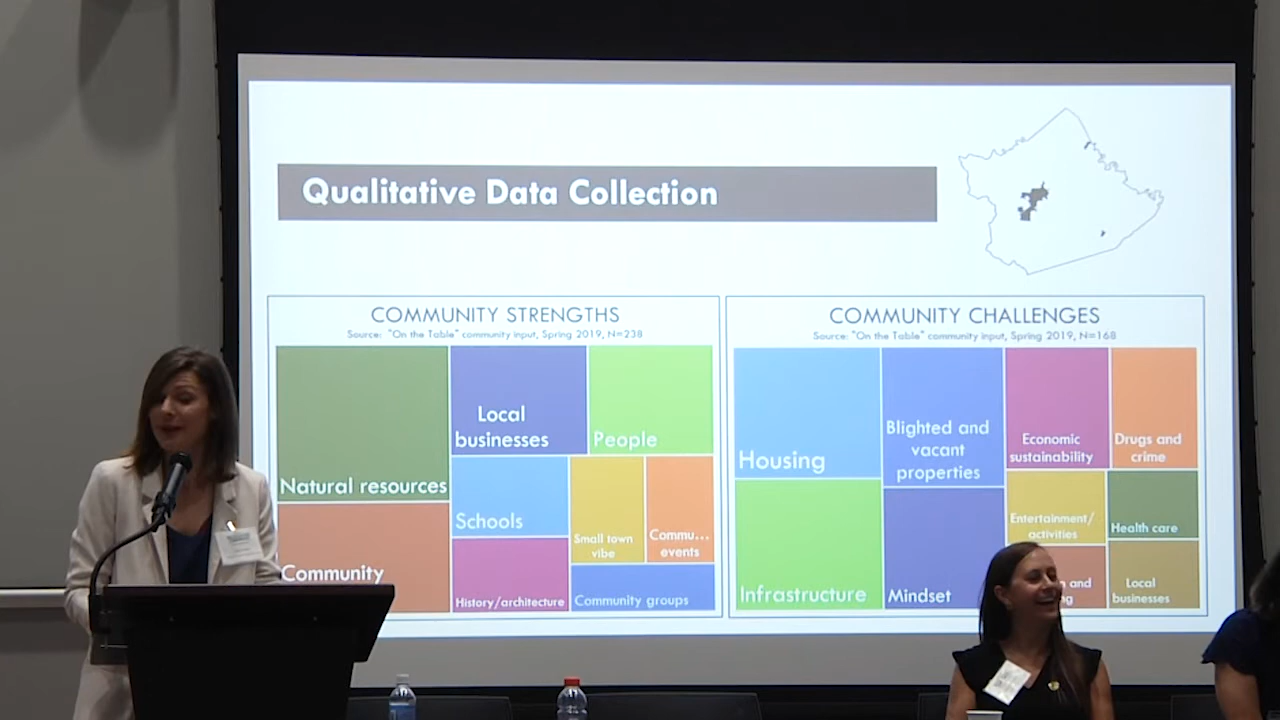 Qualitative Data Collection
COMMUNITY STRENGTHS
Source: "On the Table" community input, Spring 2019, N=238
Natural resources
Local
businesses
People
Schools
Small town
vibe
Commu...
events
Community
History/architecture
Community groups
COMMUNITY CHALLENGES
Source: "On the Table" community input, Spring 2019, N=168
Housing
Blighted and
vacant
properties
Economic
sustainability
Drugs and
crime
Entertainment/
activities
Health care
Infrastructure
Mindset
and
Local
businesses